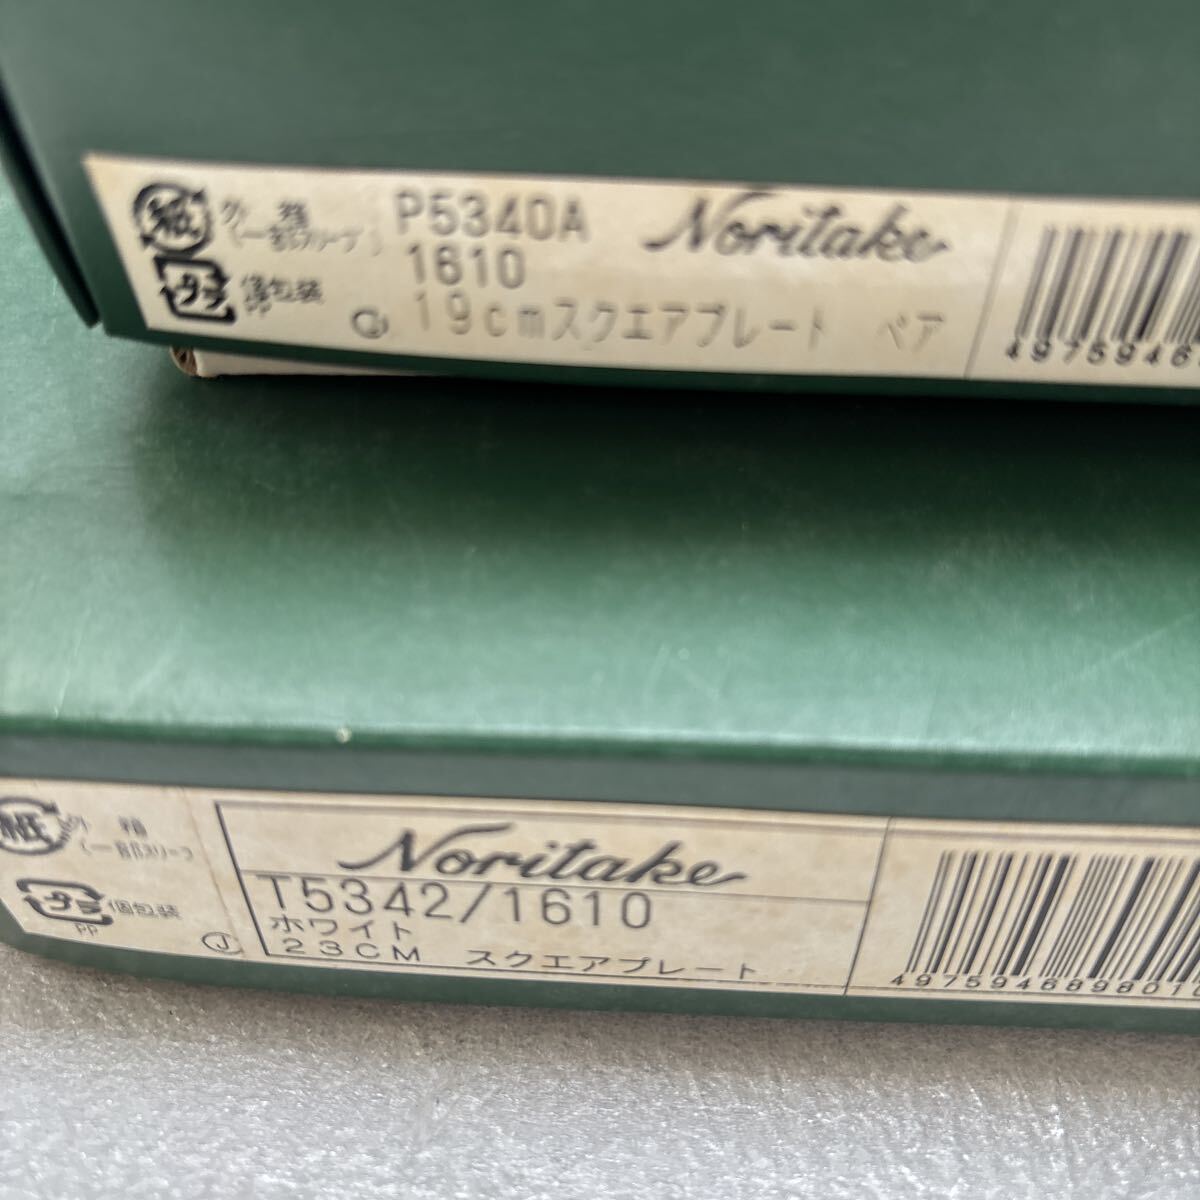 紙
外 箱
(一部スリーブ)
プラ
個包装
PP
P5340A
1610
19cmスクエアプレート ペア
Noritake
4975946
紙
外 箱
(一部スリーブ)
プラ
個包装
PP
J
Noritake
T5342/1610
ホワイト
23CM スクエアプレート
497594689801